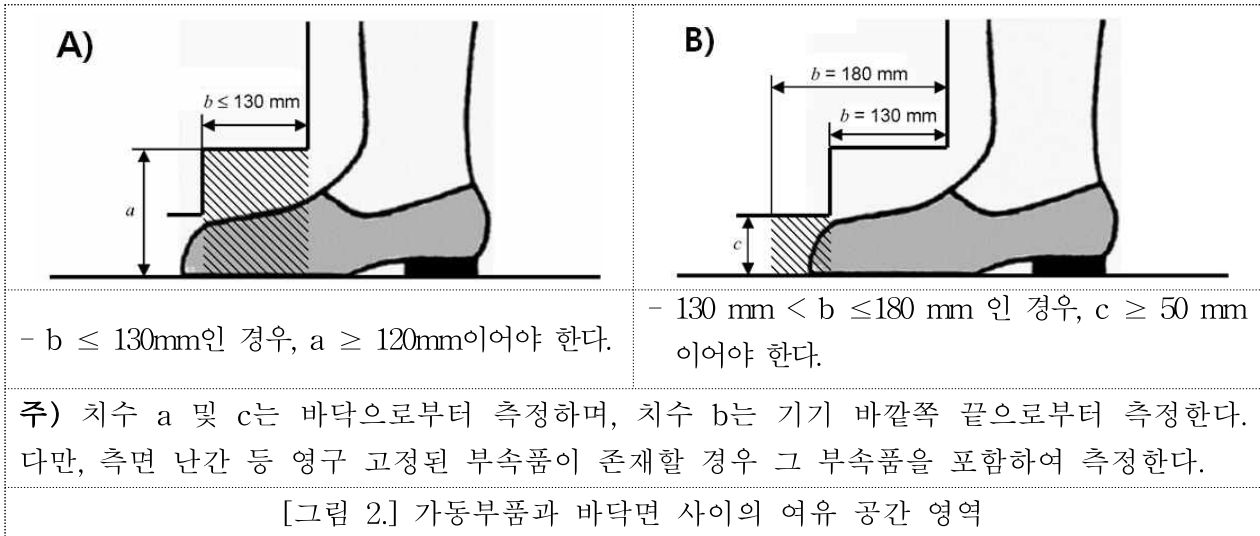 A)
b ≤ 130 mm
a
B)
b = 180 mm
b = 130 mm
c
- b ≤ 130mm인 경우, a ≥ 120mm이어야 한다.
- 130 mm < b ≤180 mm 인 경우, c ≥ 50 mm
이어야 한다.
주) 치수 a 및 c는 바닥으로부터 측정하며, 치수 b는 기기 바깥쪽 끝으로부터 측정한다.
다만, 측면 난간 등 영구 고정된 부속품이 존재할 경우 그 부속품을 포함하여 측정한다.
[그림 2.] 가동부품과 바닥면 사이의 여유 공간 영역